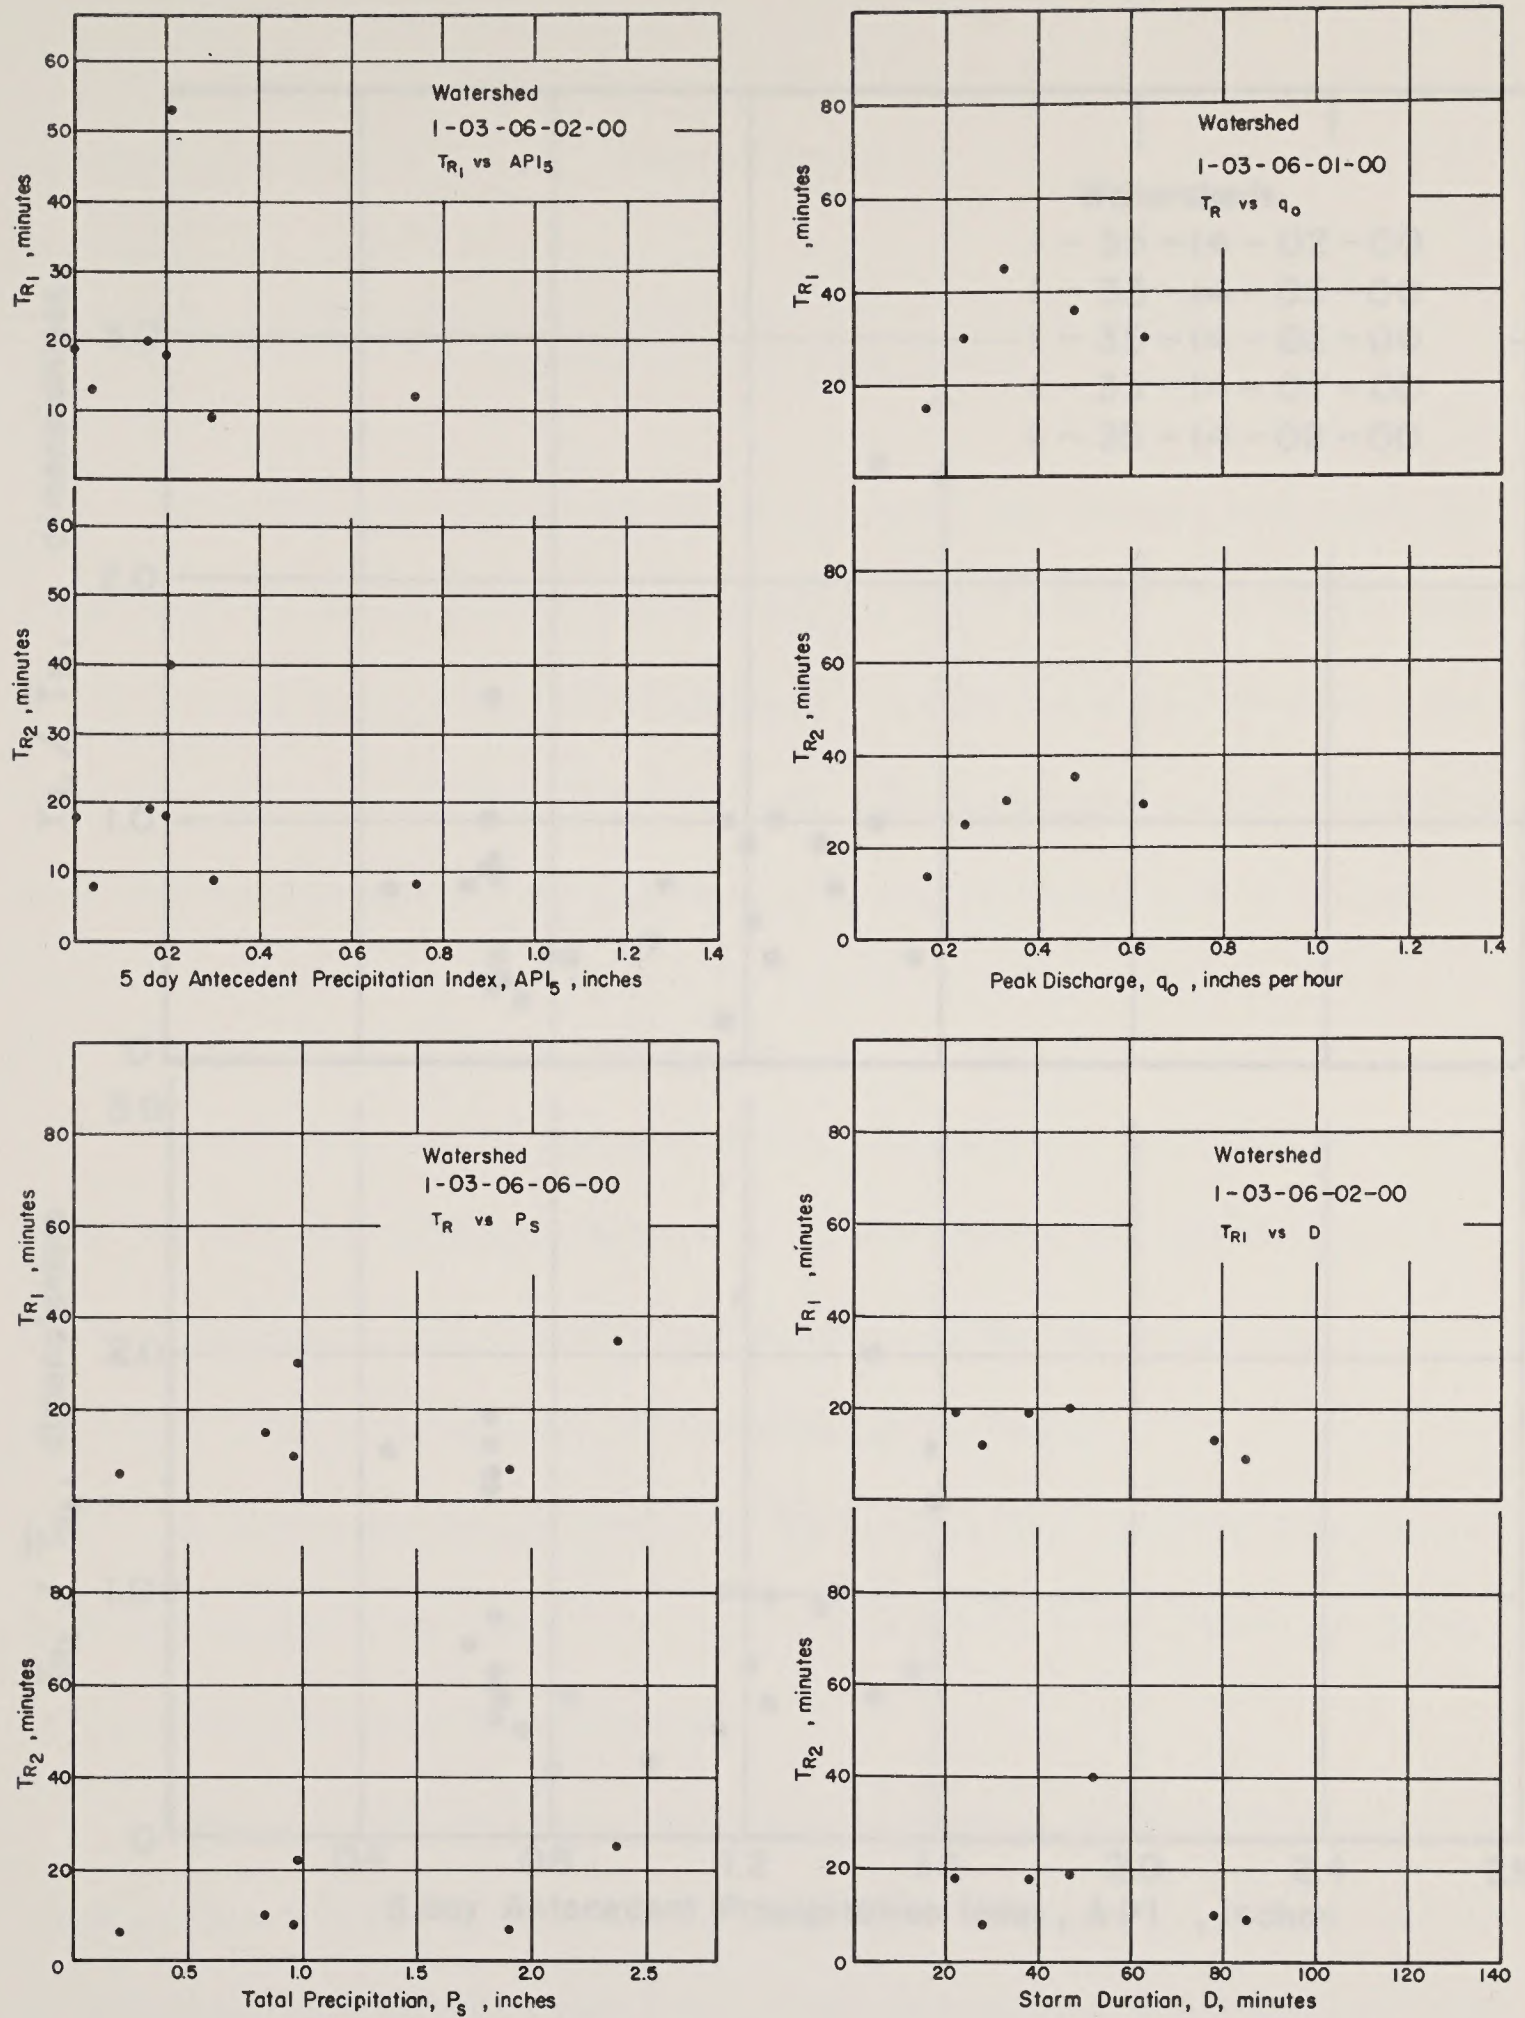 60
50
40
30
20
10
T_R1 , minutes
Watershed
1-03-06-02-00
T_R1 vs API5
60
50
40
30
20
10
0
T_R2 , minutes
0.2 0.4 0.6 0.8 1.0 1.2 1.4
5 day Antecedent Precipitation Index, API5 , inches
80
60
40
20
T_R1 , minutes
Watershed
1-03-06-01-00
T_R vs q_o
80
60
40
20
0
T_R2 , minutes
0.2 0.4 0.6 0.8 1.0 1.2 1.4
Peak Discharge, q_o , inches per hour
80
60
40
20
T_R1 , minutes
Watershed
1-03-06-06-00
T_R vs P_S
80
60
40
20
0
T_R2 , minutes
0.5 1.0 1.5 2.0 2.5
Total Precipitation, P_s , inches
80
60
40
20
T_R1 , minutes
Watershed
1-03-06-02-00
T_R1 vs D
80
60
40
20
0
T_R2 , minutes
20 40 60 80 100 120 140
Storm Duration, D, minutes